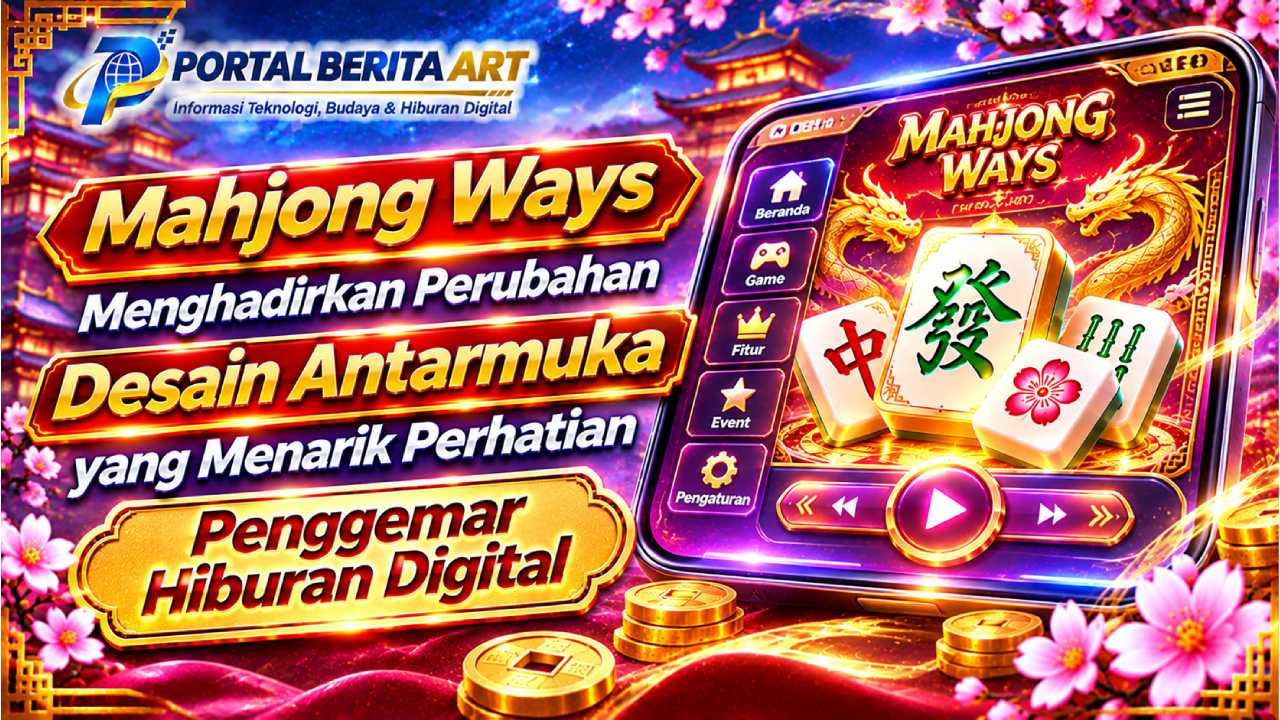 PORTAL BERITA ART
Informasi Teknologi, Budaya & Hiburan Digital
Mahjong Ways
Menghadirkan Perubahan
Desain Antarmuka
yang Menarik Perhatian
Penggemar
Hiburan Digital
MAHJONG
WAYS
Beranda
Game
Fitur
Event
Pengaturan
中
發